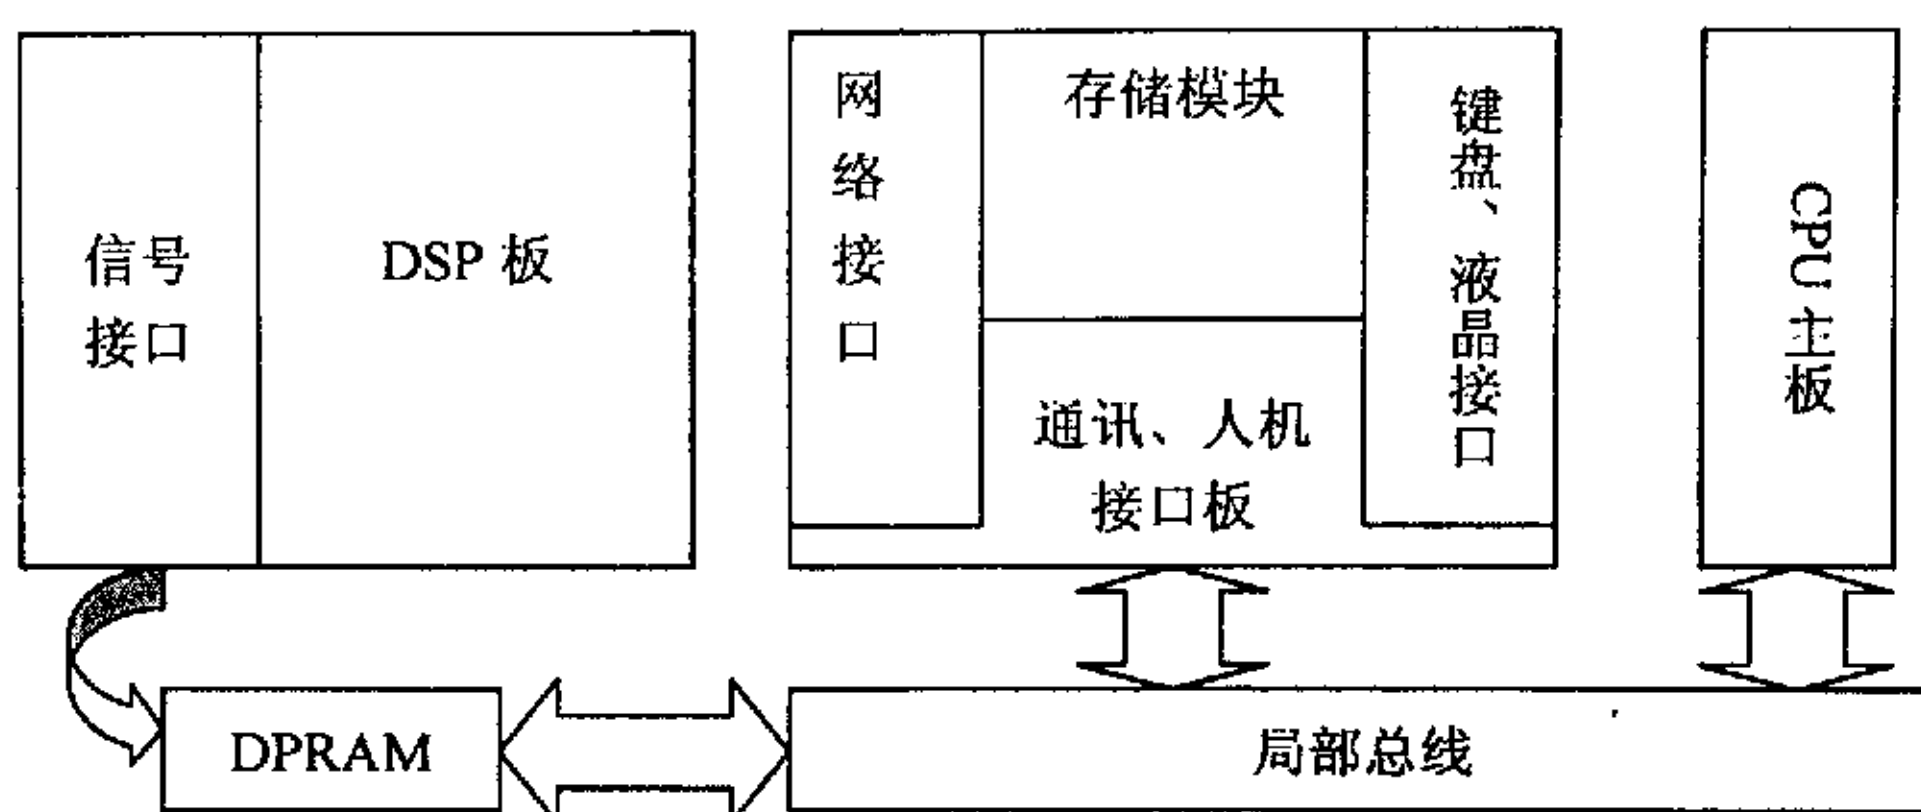 信号
接口
DSP 板
网
络
接
口
存储模块
通讯、人机
接口板
键盘、液晶接口
CPU 主板
DPRAM
局部总线